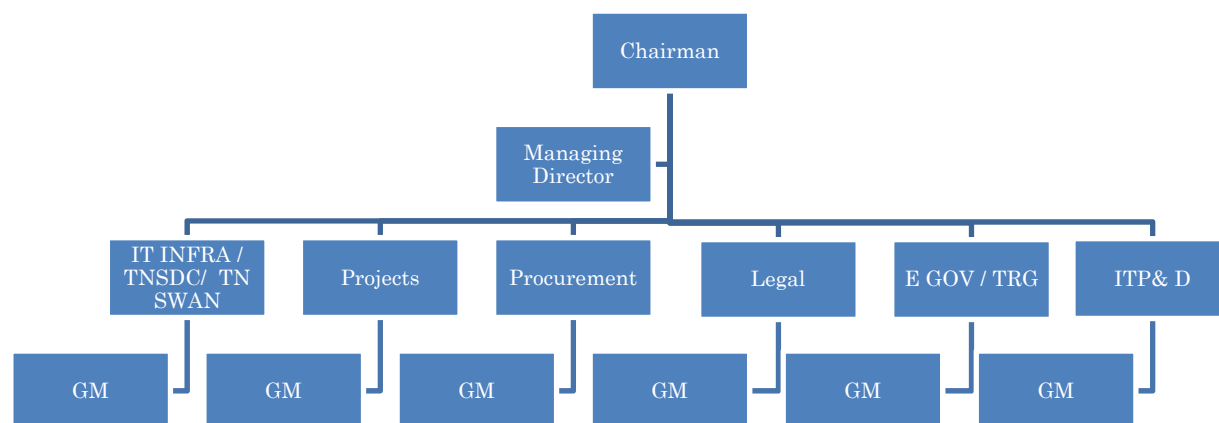 Chairman
Managing
Director
IT INFRA /
TNSDC/ TN
SWAN
Projects
Procurement
Legal
E GOV / TRG
ITP& D
GM
GM
GM
GM
GM
GM